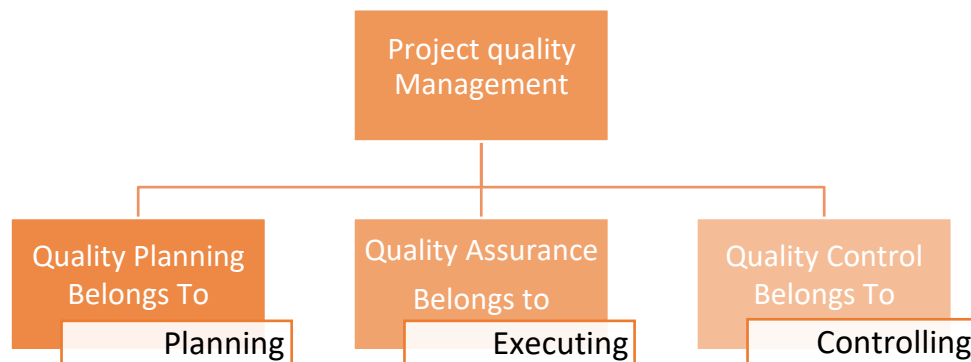 Project quality
Management
Quality Planning
Belongs To
Planning
Quality Assurance
Belongs to
Executing
Quality Control
Belongs To
Controlling